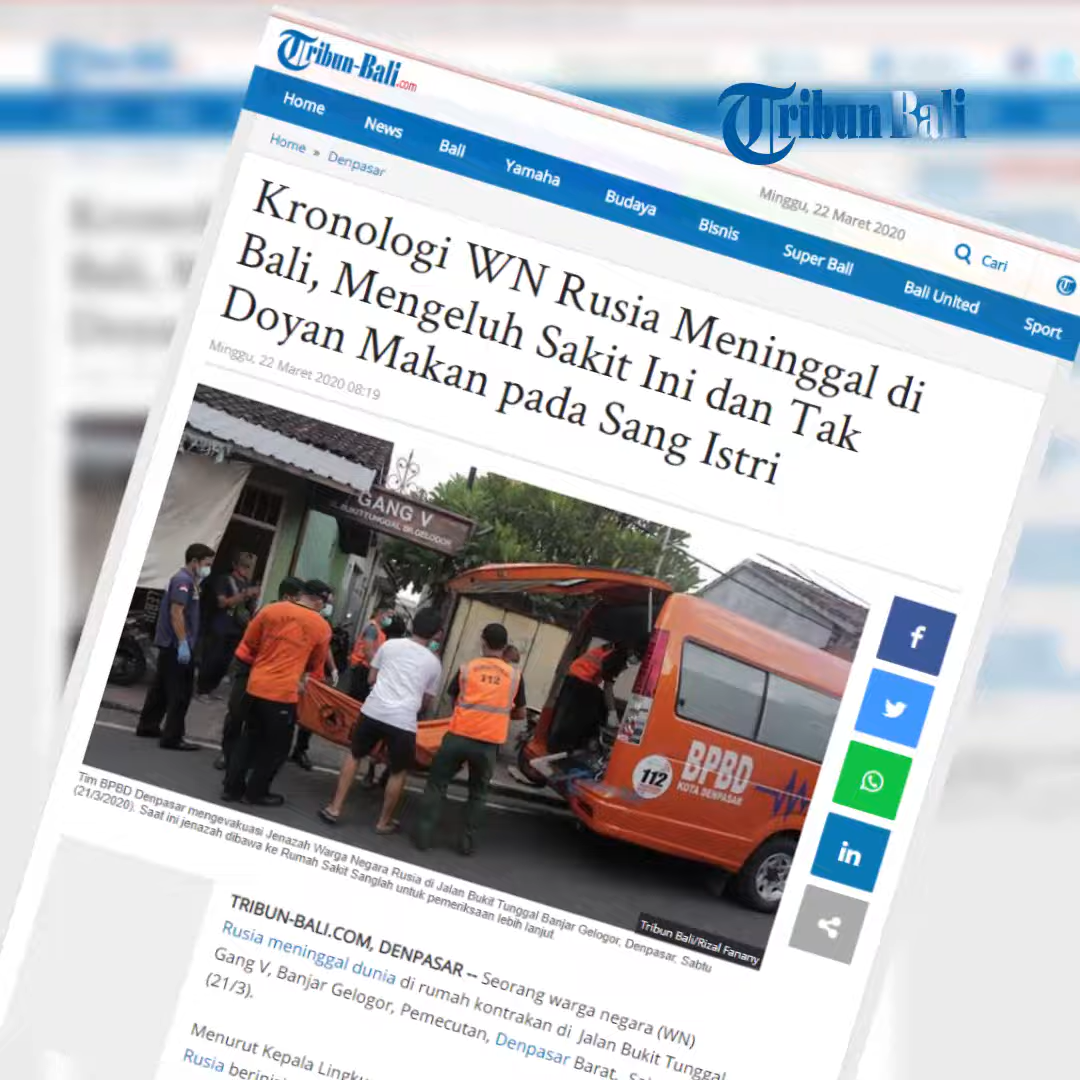 Tribun-Bali.com
Tribun Bali
Home
News
Bali
Yamaha
Budaya
Bisnis
Super Ball
Bali United
Sport
Home » Denpasar
Minggu, 22 Maret 2020
Cari
Kronologi WN Rusia Meninggal di
Bali, Mengeluh Sakit Ini dan Tak
Doyan Makan pada Sang Istri
Minggu, 22 Maret 2020 08:19
GANG V
112
112
BPBD
KOTA DENPASAR
Tribun Bali/Rizal Fanany
Tim BPBD Denpasar mengevakuasi Jenazah Warga Negara Rusia di Jalan Bukit Tunggal Banjar Gelogor, Denpasar, Sabtu
(21/3/2020). Saat ini jenazah dibawa ke Rumah Sakit Sanglah untuk pemeriksaan lebih lanjut
TRIBUN-BALI.COM, DENPASAR -- Seorang warga negara (WN)
Rusia meninggal dunia di rumah kontrakan di Jalan Bukit Tunggal
Gang V, Banjar Gelogor, Pemecutan, Denpasar Barat,
(21/3).
Menurut Kepala
Rusia